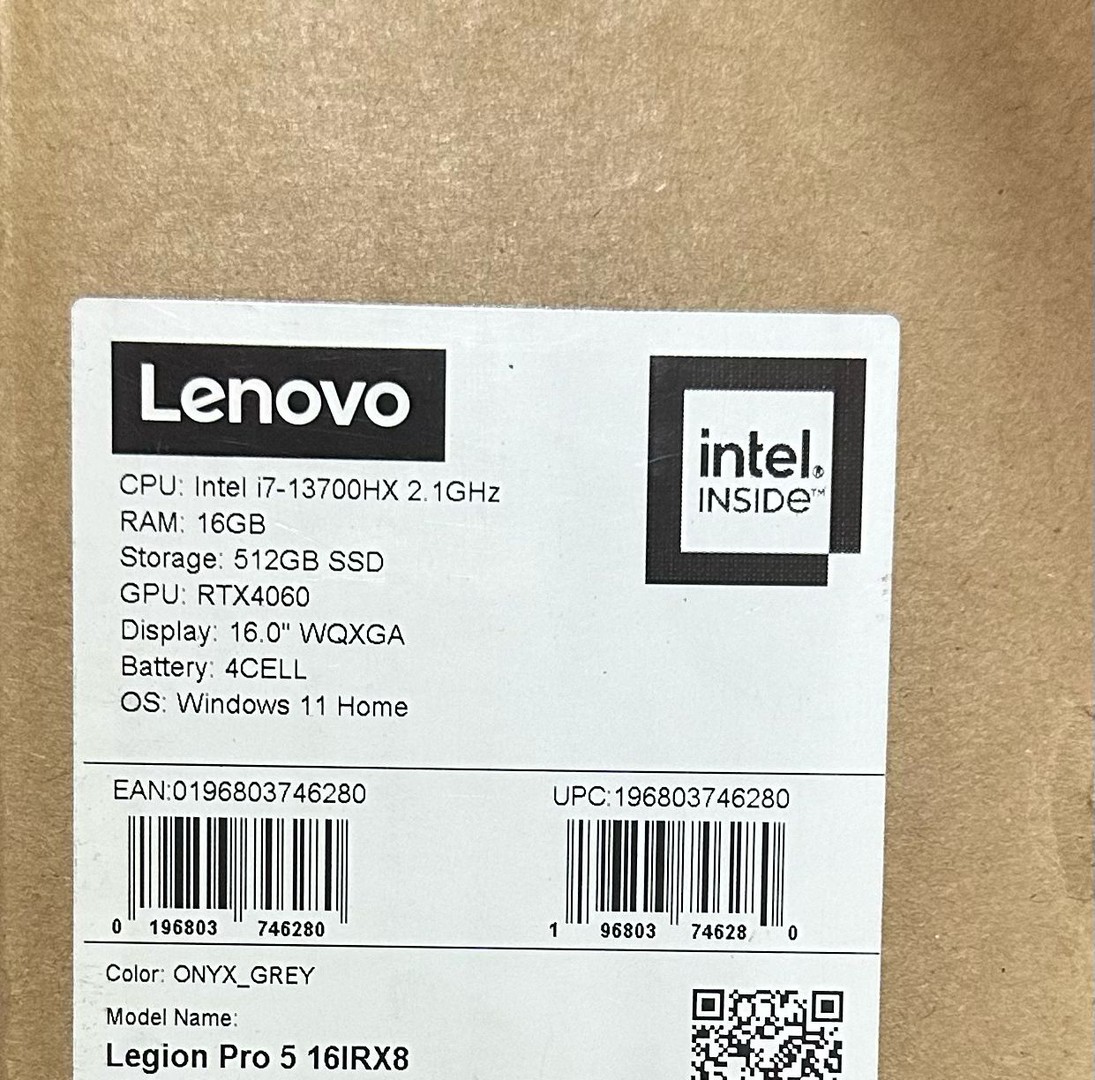 Lenovo
intel®
INSIDE™
CPU: Intel i7-13700HX 2.1GHz
RAM: 16GB
Storage: 512GB SSD
GPU: RTX4060
Display: 16.0" WQXGA
Battery: 4CELL
OS: Windows 11 Home
EAN:0196803746280
UPC:196803746280
0 196803 746280
1 96803 74628 0
Color: ONYX_GREY
Model Name:
Legion Pro 5 16IRX8